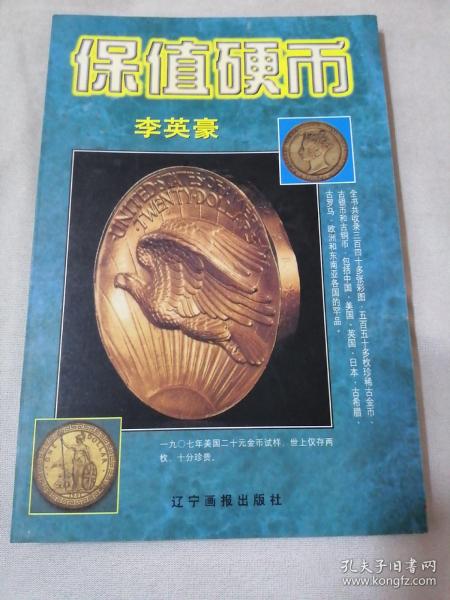 保值硬币
李英豪
全书共收录三百四十多张彩图·五百五十多枚珍稀古金币、
古银币和古铜币·包括中国·美国·英国·日本·古希腊·
古罗马·欧洲和东南亚各国的罕品。
UNITED STATES OF AMERICA
·TWENTY·DOLLARS·
一九〇七年美国二十元金币试样，世上仅存两
枚，十分珍贵。
ONE DOLLAR
辽宁画报出版社
孔夫子旧书网
www.kongfz.com